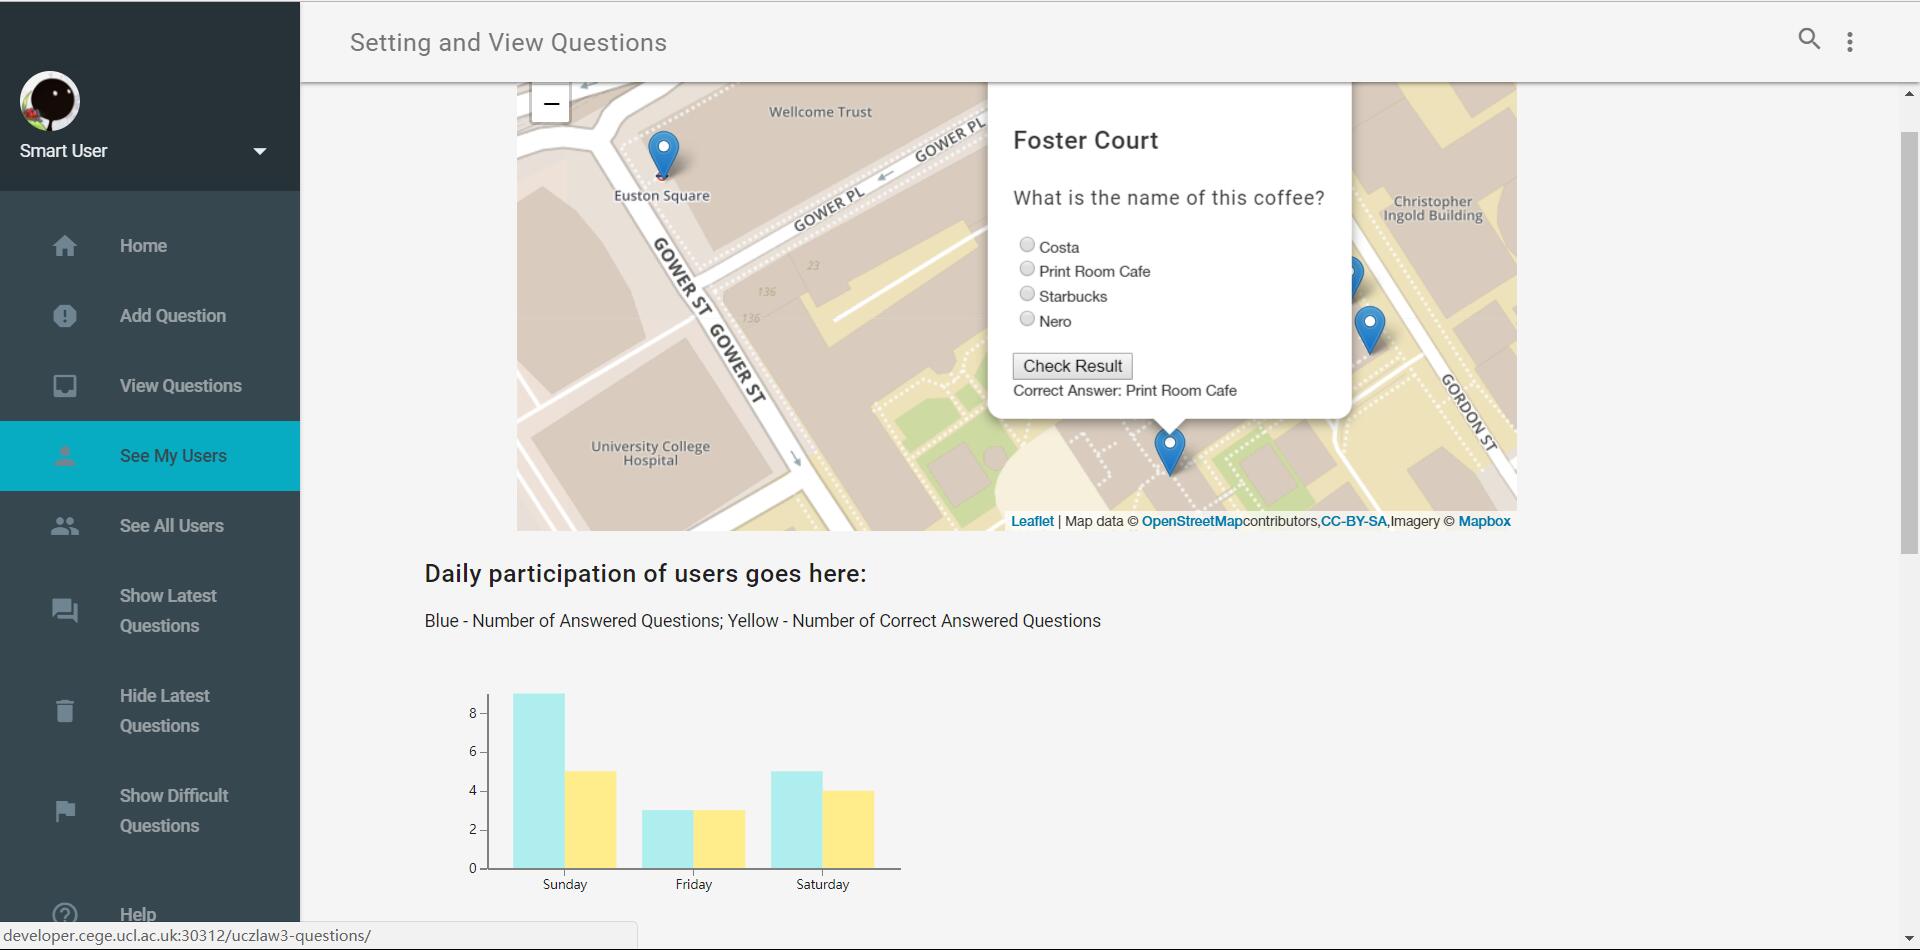 Setting and View Questions
Smart User
Home
Add Question
View Questions
See My Users
See All Users
Show Latest
Questions
Hide Latest
Questions
Show Difficult
Questions
Help
developer.cege.ucl.ac.uk:30312/uczlaw3-questions/
−
Wellcome Trust
Euston Square
GOWER PL
GOWER PL
GOWER ST
GOWER ST
23
136
136
University College
Hospital
Christopher
Ingold Building
GORDON ST
Foster Court
What is the name of this coffee?
Costa
Print Room Cafe
Starbucks
Nero
Check Result
Correct Answer: Print Room Cafe
Leaflet | Map data © OpenStreetMapcontributors,CC-BY-SA,Imagery © Mapbox
Daily participation of users goes here:
Blue - Number of Answered Questions; Yellow - Number of Correct Answered Questions
8
6
4
2
0
Sunday Friday Saturday